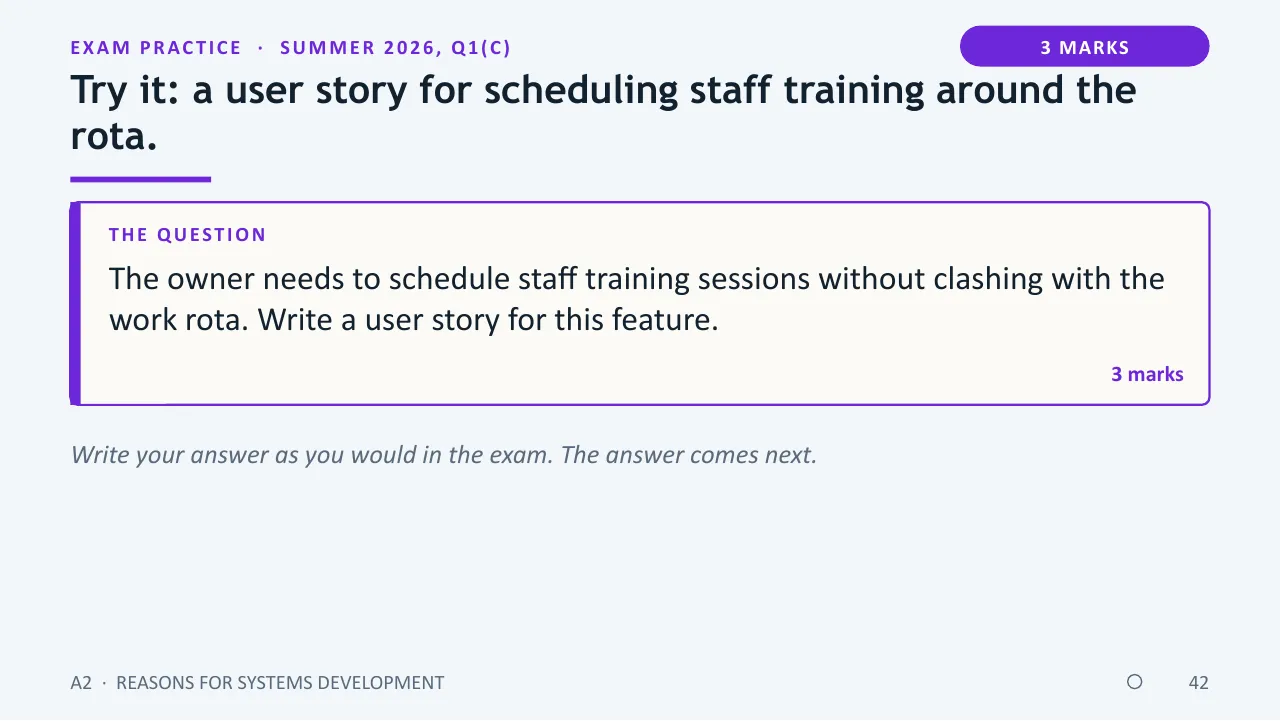 EXAM PRACTICE · SUMMER 2026, Q1(C)
3 MARKS
Try it: a user story for scheduling staff training around the
rota.
THE QUESTION
The owner needs to schedule staff training sessions without clashing with the
work rota. Write a user story for this feature.
3 marks
Write your answer as you would in the exam. The answer comes next.
A2 · REASONS FOR SYSTEMS DEVELOPMENT
42